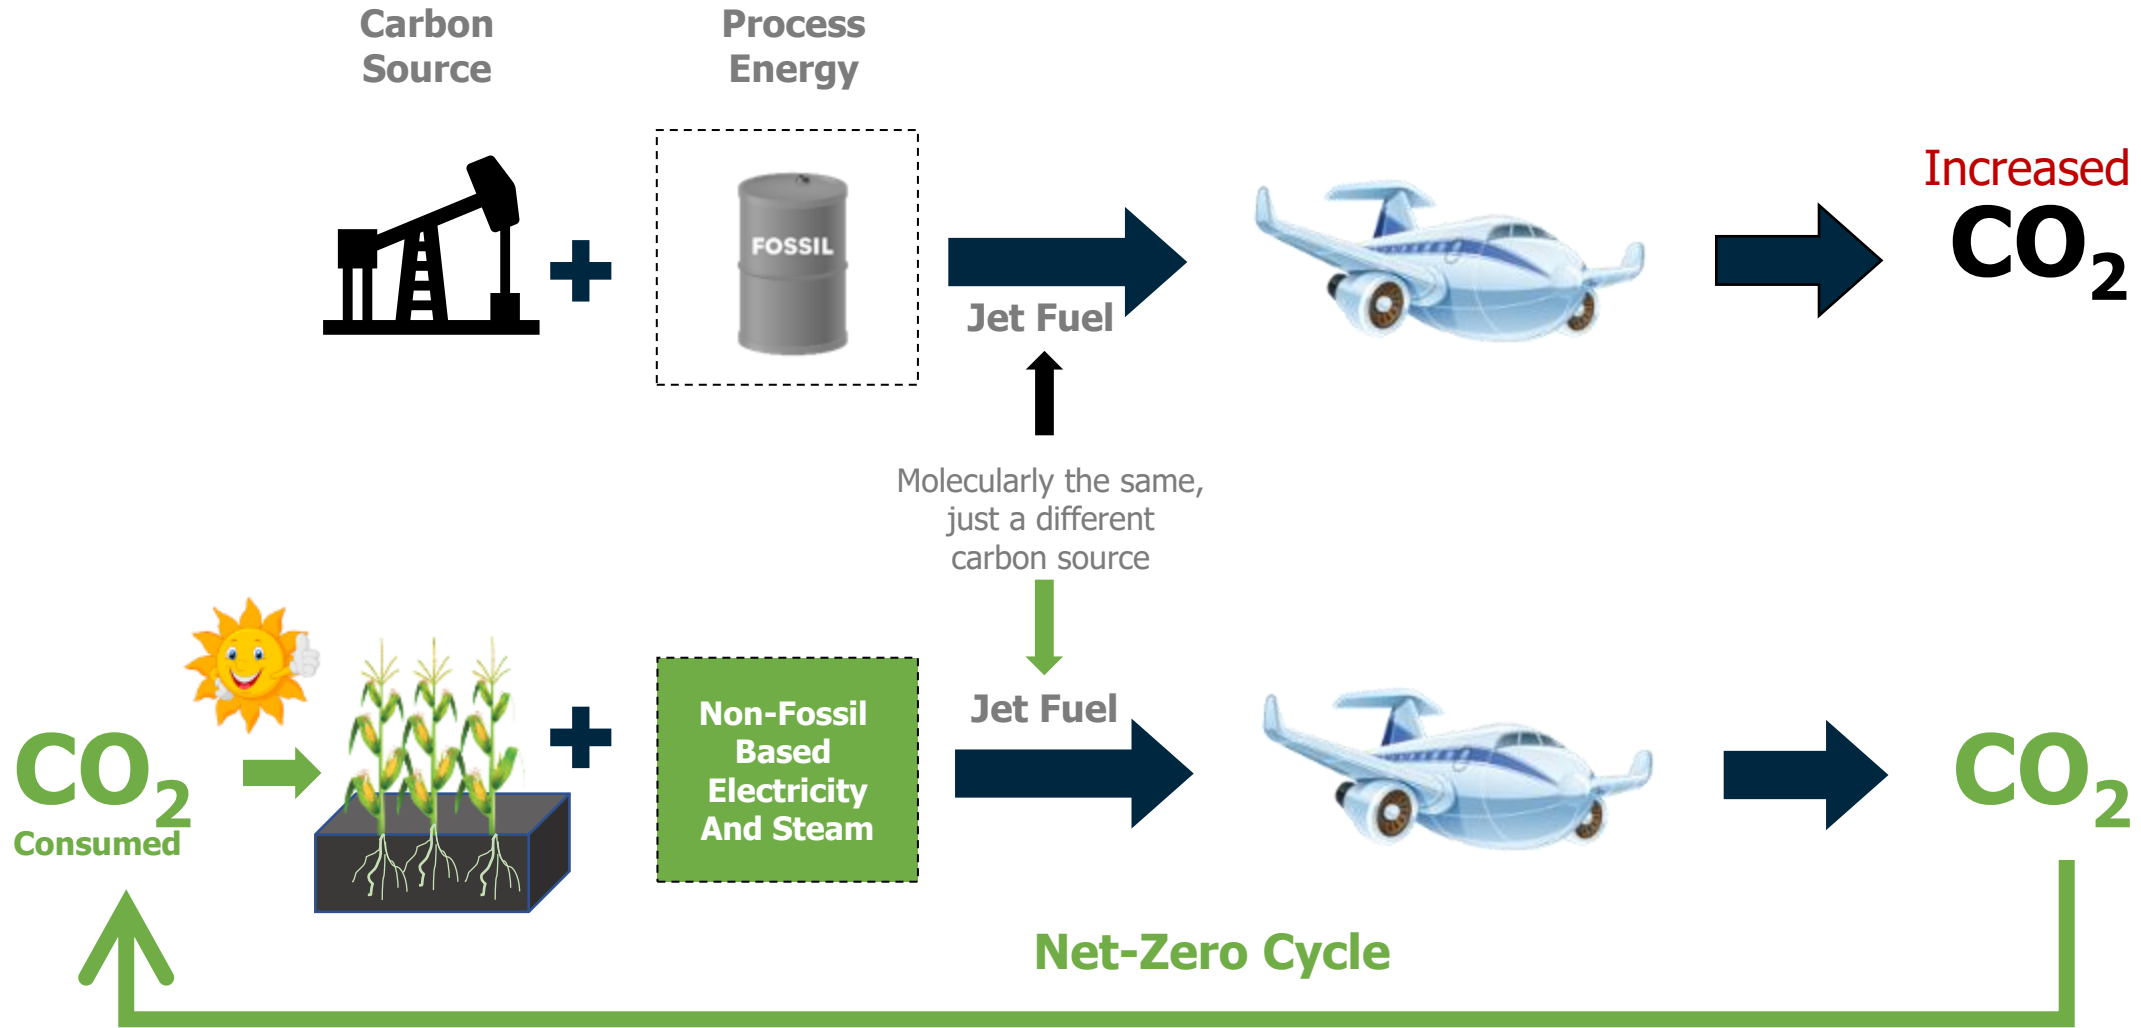 Carbon
Source
Process
Energy
FOSSIL
Jet Fuel
Increased
CO₂
Molecularly the same,
just a different
carbon source
CO₂
Consumed
Non-Fossil
Based
Electricity
And Steam
Jet Fuel
CO₂
Net-Zero Cycle